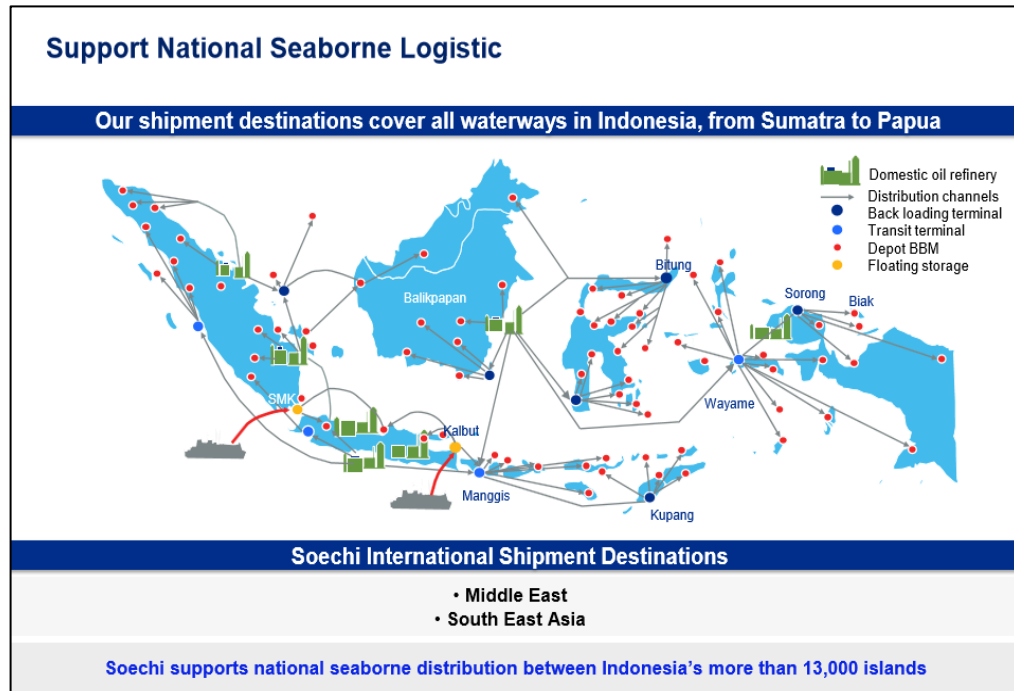 Support National Seaborne Logistic
Our shipment destinations cover all waterways in Indonesia, from Sumatra to Papua
Domestic oil refinery
Distribution channels
Back loading terminal
Transit terminal
Depot BBM
Floating storage
Bitung
Balikpapan
Sorong
Biak
SMK
Wayame
Kalbut
Manggis
Kupang
Soechi International Shipment Destinations
• Middle East
• South East Asia
Soechi supports national seaborne distribution between Indonesia's more than 13,000 islands